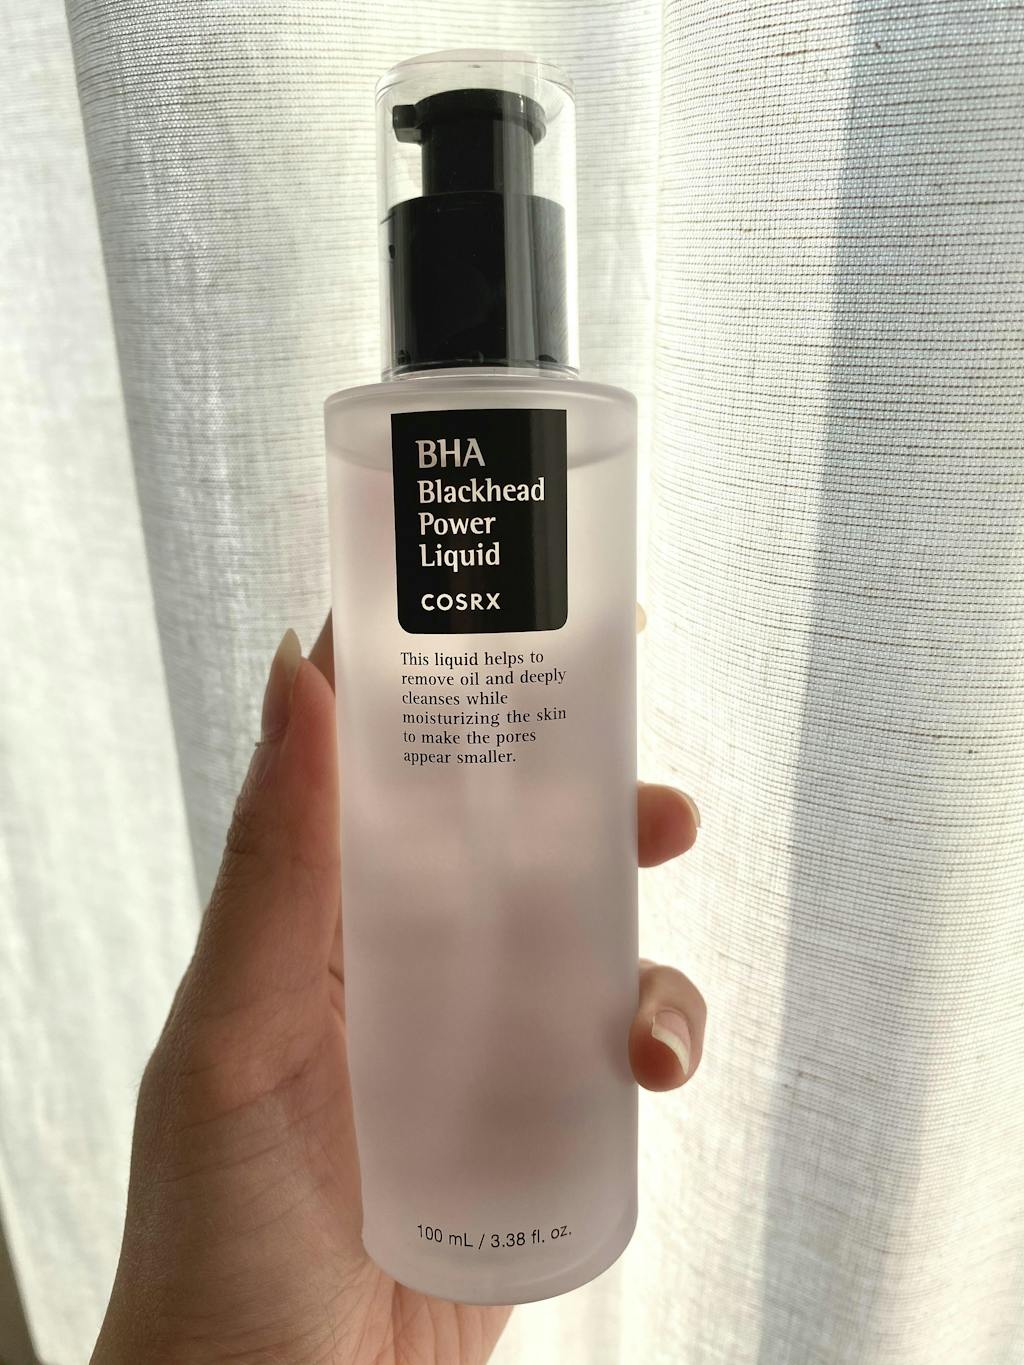 BHA
Blackhead
Power
Liquid
COSRX
This liquid helps to
remove oil and deeply
cleanses while
moisturizing the skin
to make the pores
appear smaller.
100 mL / 3.38 fl. oz.